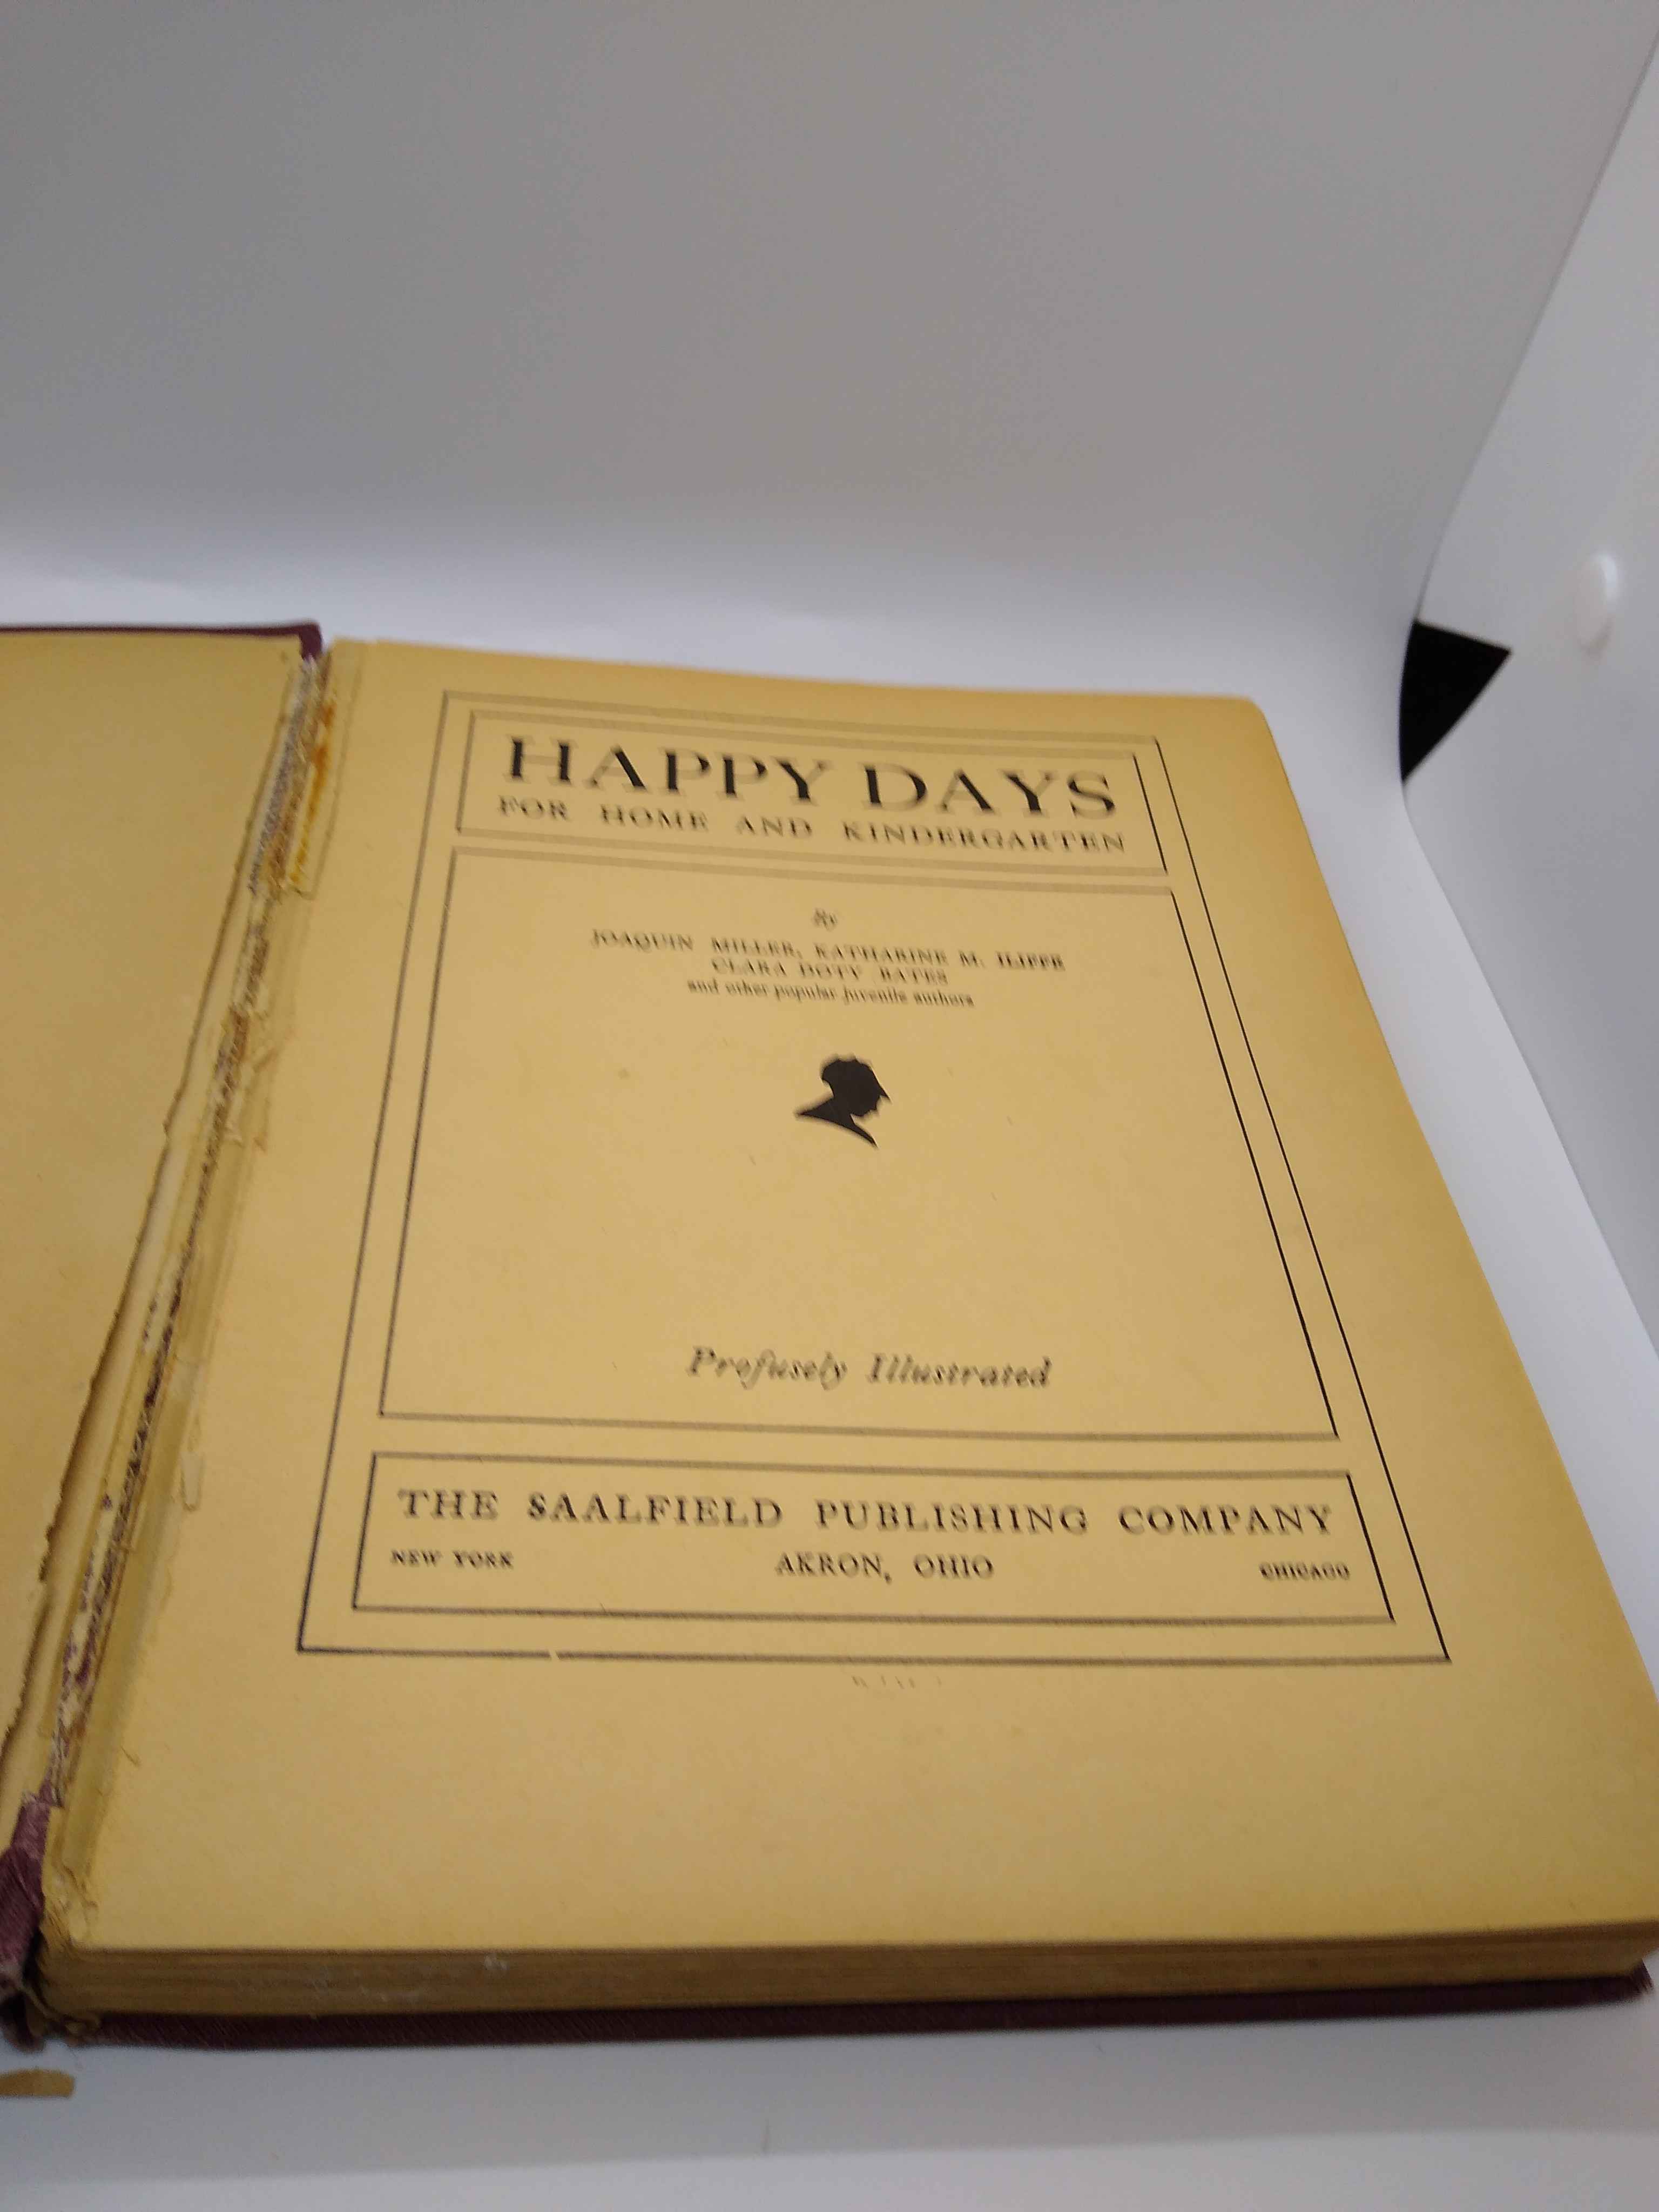 HAPPY DAYS
FOR HOME AND KINDERGARTEN
By
JOAQUIN MILLER, KATHARINE M. ILIFFE
CLARA DOTY BATES
and other popular juvenile authors
Profusely Illustrated
THE SAALFIELD PUBLISHING COMPANY
NEW YORK AKRON, OHIO CHICAGO